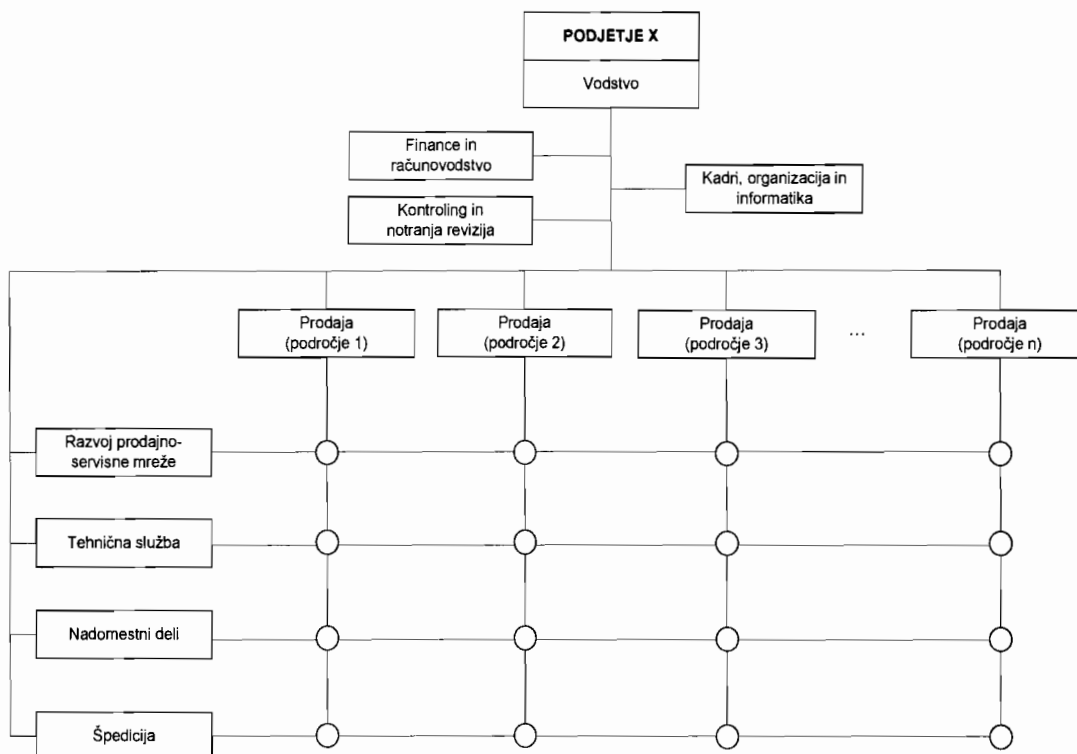 PODJETJE X
Vodstvo
Finance in
računovodstvo
Kadri, organizacija in
informatika
Kontroling in
notranja revizija
Prodaja
(področje 1)
Prodaja
(področje 2)
Prodaja
(področje 3)
...
Prodaja
(področje n)
Razvoj prodajno-
servisne mreže
Tehnična služba
Nadomestni deli
Špedicija